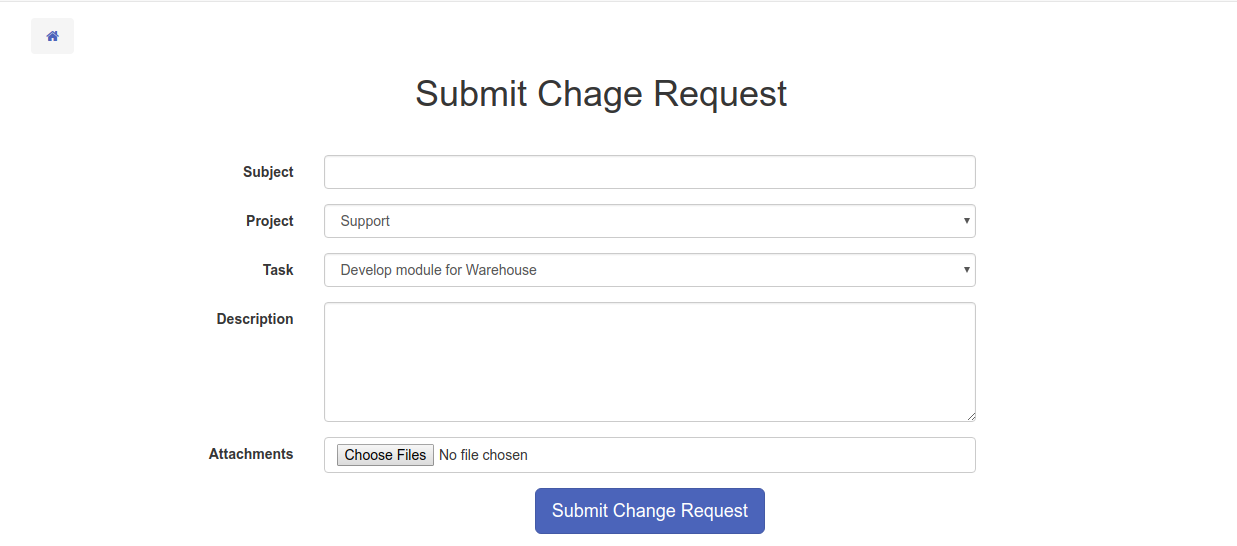 Submit Chage Request
Subject
Project Support
Task Develop module for Warehouse
Description
Attachments Choose Files No file chosen
Submit Change Request